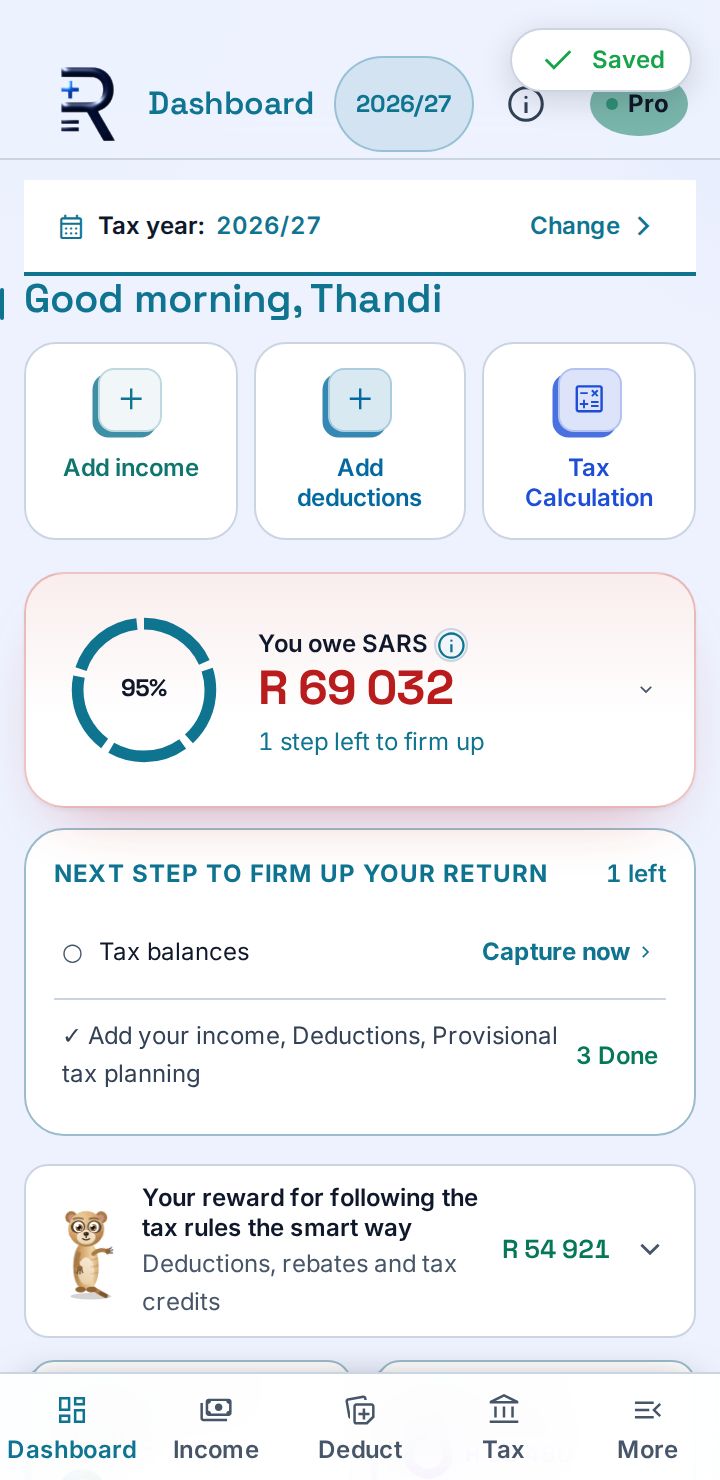 Saved
Dashboard
2026/27
Pro
Tax year: 2026/27
Change
Good morning, Thandi
Add income
Add
deductions
Tax
Calculation
95%
You owe SARS
R 69 032
1 step left to firm up
NEXT STEP TO FIRM UP YOUR RETURN
1 left
Tax balances
Capture now
✓ Add your income, Deductions, Provisional
tax planning
3 Done
Your reward for following the
tax rules the smart way
Deductions, rebates and tax
credits
R 54 921
Dashboard
Income
Deduct
Tax
More